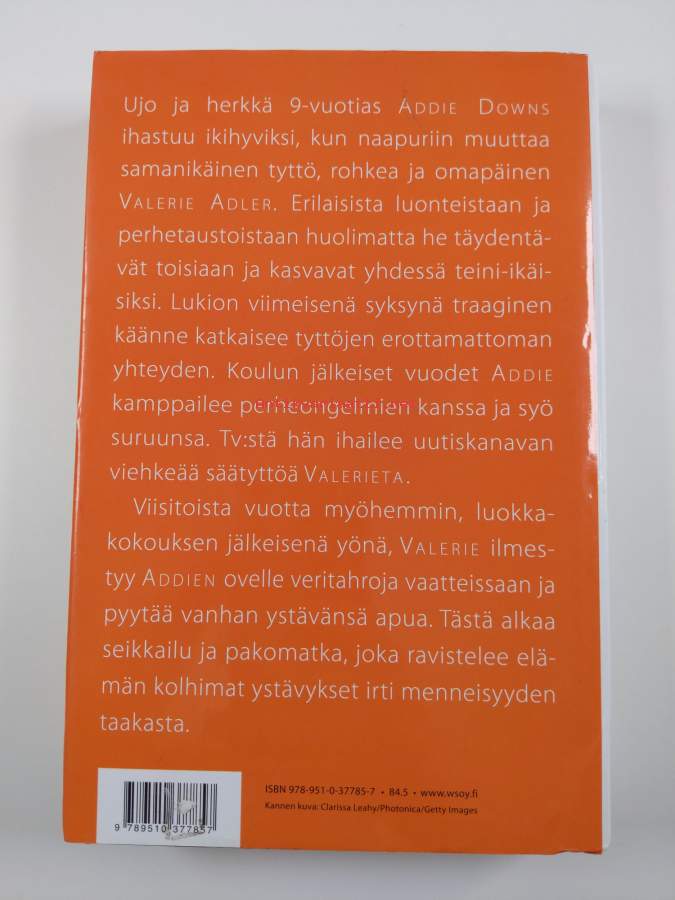 Ujo ja herkkä 9-vuotias ADDIE DOWNS
ihastuu ikihyviksi, kun naapuriin muuttaa
samanikäinen tyttö, rohkea ja omapäinen
VALERIE ADLER. Erilaisista luonteistaan ja
perhetaustoistaan huolimatta he täydentä-
vät toisiaan ja kasvavat yhdessä teini-ikäi-
siksi. Lukion viimeisenä syksynä traaginen
käänne katkaisee tyttöjen erottamattoman
yhteyden. Koulun jälkeiset vuodet ADDIE
kamppailee perheongelmien kanssa ja syö
suruunsa. Tv:stä hän ihailee uutiskanavan
viehkeää säätyttöä VALERIETA.
Viisitoista vuotta myöhemmin, luokka-
kokouksen jälkeisenä yönä, VALERIE ilmes-
tyy ADDIEN ovelle veritahroja vaatteissaan ja
pyytää vanhan ystävänsä apua. Tästä alkaa
seikkailu ja pakomatka, joka ravistelee elä-
män kolhimat ystävykset irti menneisyyden
taakasta.
ISBN 978-951-0-37785-7 • 84.5 • www.wsoy.fi
Kannen kuva: Clarissa Leahy/Photonica/Getty Images
9 789510 377857